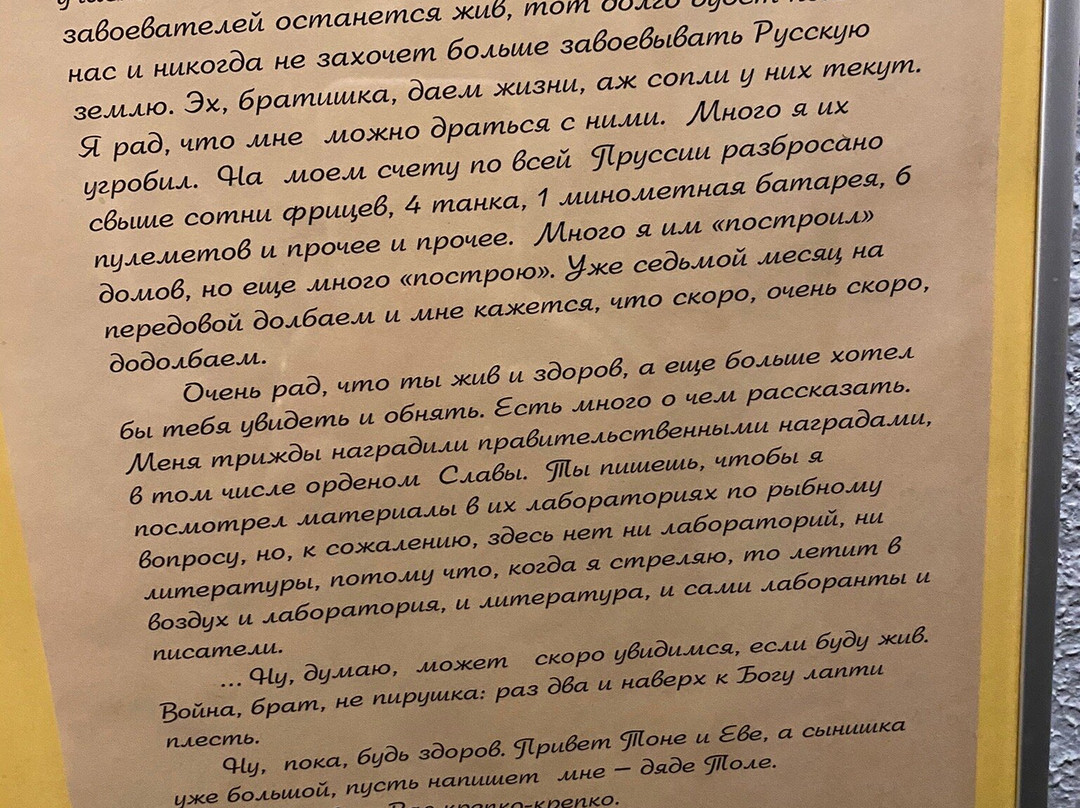 завоевателей останется жив, тот долго будет
нас и никогда не захочет больше завоевывать Русскую
землю. Эх, братишка, даем жизни, аж сопли у них текут.
Я рад, что мне можно драться с ними. Много я их
угробил. На моем счету по всей Пруссии разбросано
свыше сотни фрицев, 4 танка, 1 минометная батарея, 6
пулеметов и прочее и прочее. Много я им «построил»
домов, но еще много «построю». Уже седьмой месяц на
передовой долбаем и мне кажется, что скоро, очень скоро,
додолбаем.
Очень рад, что ты жив и здоров, а еще больше хотел
бы тебя увидеть и обнять. Есть много о чем рассказать.
Меня трижды наградили правительственными наградами,
в том числе орденом Славы. Ты пишешь, чтобы я
посмотрел материалы в их лабораториях по рыбному
вопросу, но, к сожалению, здесь нет ни лабораторий, ни
литературы, потому что, когда я стреляю, то летит в
воздух и лаборатория, и литература, и сами лаборанты и
писатели.
... Ну, думаю, может скоро увидимся, если буду жив.
Война, брат, не пирушка: раз два и наверх к Богу лапти
плесть.
Ну, пока, будь здоров. Привет Тоне и Еве, а сынишка
уже большой, пусть напишет мне – дяде Толе.
крепко-крепко.